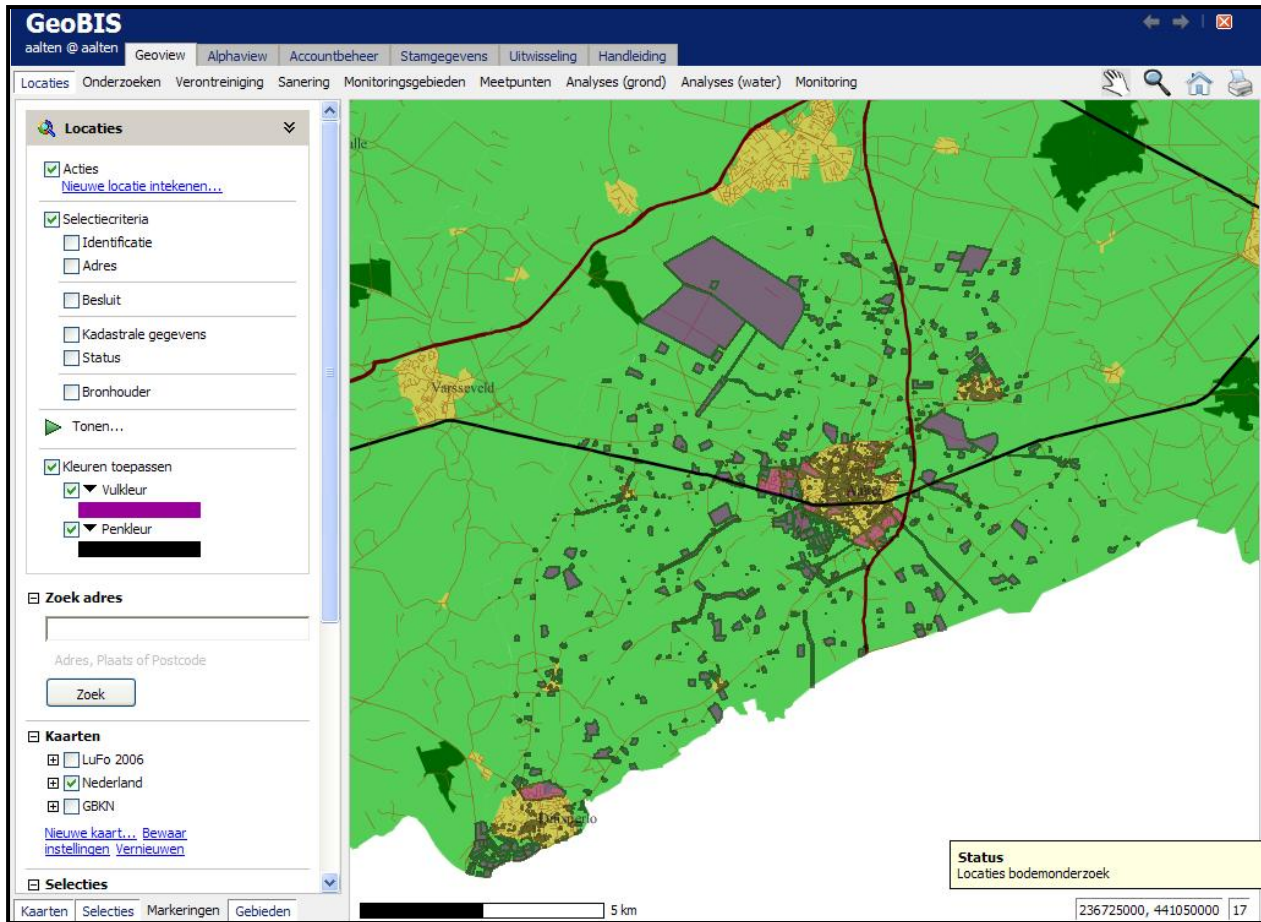 GeoBIS
aalten @ aalten
Geoview Alphaview Accountbeheer Stamgegevens Uitwisseling Handleiding
Locaties Onderzoeken Verontreiniging Sanering Monitoringsgebieden Meetpunten Analyses (grond) Analyses (water) Monitoring
Locaties
Acties
Nieuwe locatie intekenen...
Selectiecriteria
Identificatie
Adres
Besluit
Kadastrale gegevens
Status
Bronhouder
Tonen...
Kleuren toepassen
Vulkleur
Penkleur
Zoek adres
Adres, Plaats of Postcode
Zoek
Kaarten
LuFo 2006
Nederland
GBKN
Nieuwe kaart... Bewaar
instellingen Vernieuwen
Selecties
Kaarten Selecties Markeringen Gebieden
alle
Varsseveld
Status
Locaties bodemonderzoek
5 km
236725000, 441050000 17